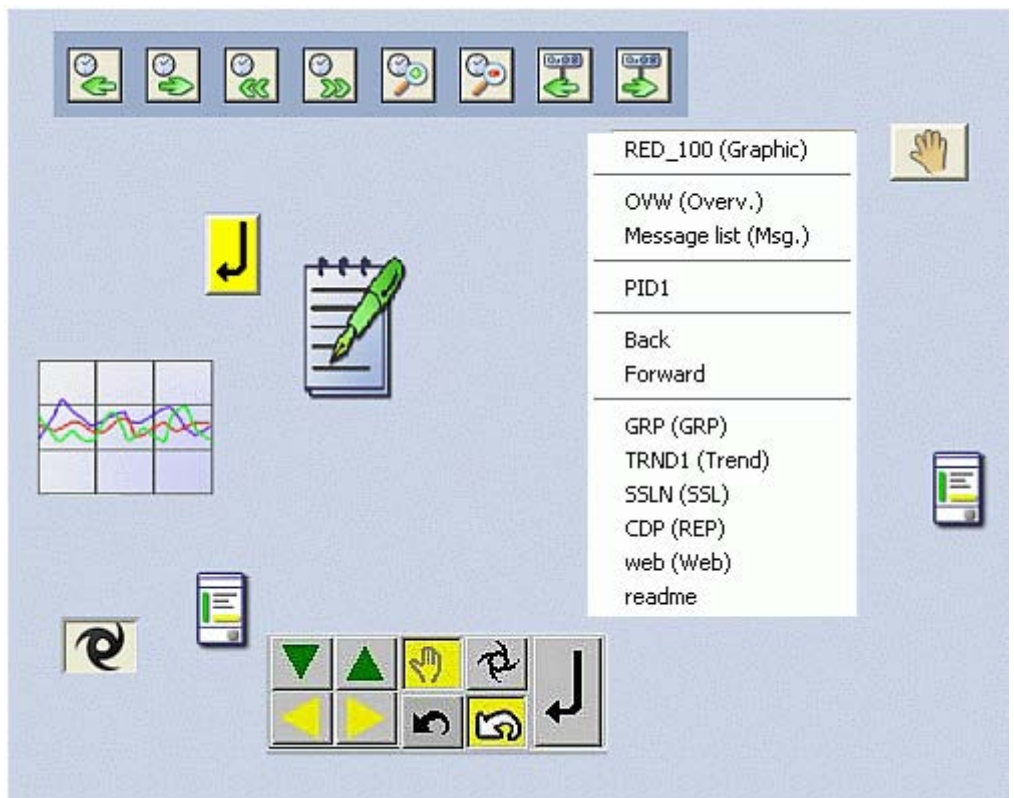 RED_100 (Graphic)
OVW (Overv.)
Message list (Msg.)
PID1
Back
Forward
GRP (GRP)
TRND1 (Trend)
SSLN (SSL)
CDP (REP)
web (Web)
readme